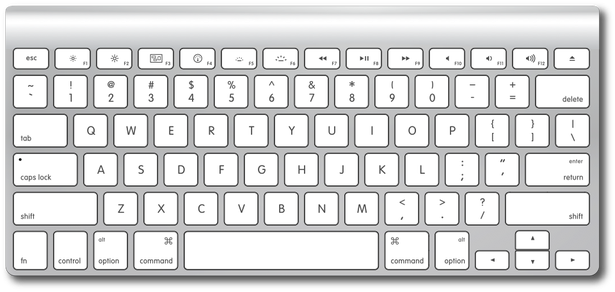 esc F1 F2 F3 F4 F5 F6 F7 F8 F9 F10 F11 F12
~ ! @ # $ % ^ & * ( ) – +
` 1 2 3 4 5 6 7 8 9 0 - = delete
tab Q W E R T Y U I O P { } |
[ ] \
caps lock A S D F G H J K L : " enter
; ' return
shift Z X C V B N M < > ? shift
, . /
alt ⌘ ⌘ alt
fn control option command command option